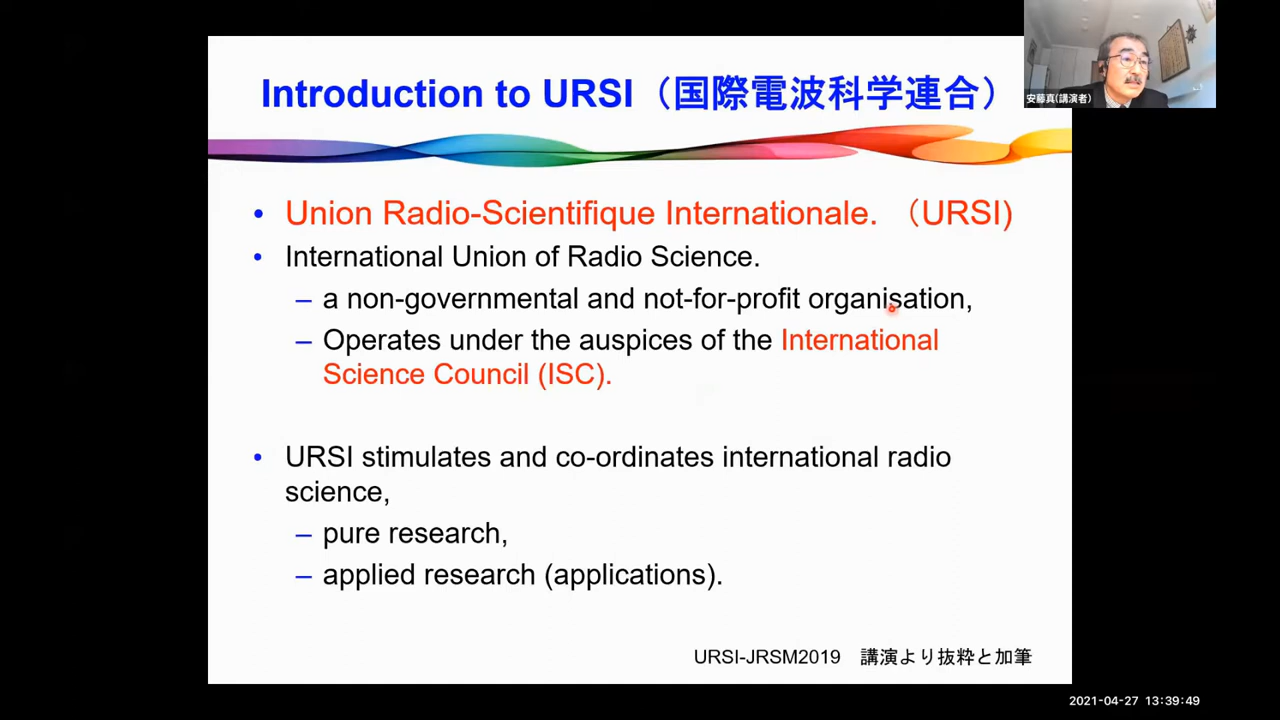 Introduction to URSI（国際電波科学連合）
安藤真(講演者)
• Union Radio-Scientifique Internationale. （URSI)
• International Union of Radio Science.
– a non-governmental and not-for-profit organisation,
– Operates under the auspices of the International
Science Council (ISC).
• URSI stimulates and co-ordinates international radio
science,
– pure research,
– applied research (applications).
URSI-JRSM2019 講演より抜粋と加筆
2021-04-27 13:39:49